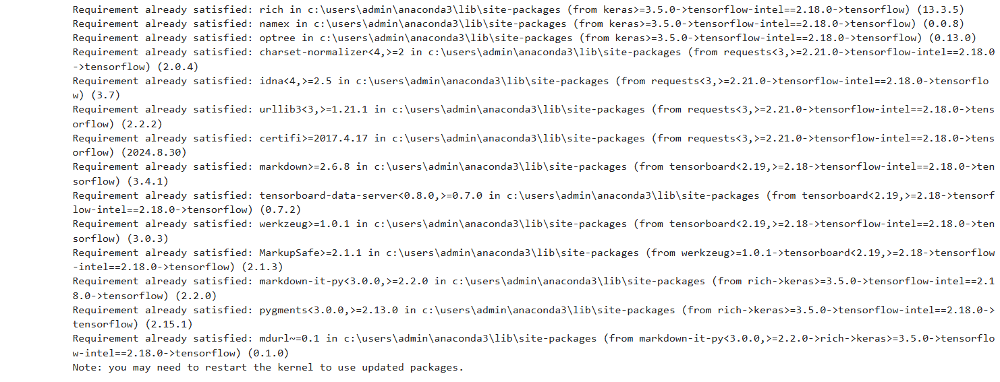 Requirement already satisfied: rich in c:\users\admin\anaconda3\lib\site-packages (from keras>=3.5.0->tensorflow-intel==2.18.0->tensorflow) (13.3.5)
Requirement already satisfied: namex in c:\users\admin\anaconda3\lib\site-packages (from keras>=3.5.0->tensorflow-intel==2.18.0->tensorflow) (0.0.8)
Requirement already satisfied: optree in c:\users\admin\anaconda3\lib\site-packages (from keras>=3.5.0->tensorflow-intel==2.18.0->tensorflow) (0.13.0)
Requirement already satisfied: charset-normalizer<4,>=2 in c:\users\admin\anaconda3\lib\site-packages (from requests<3,>=2.21.0->tensorflow-intel==2.18.0
->tensorflow) (2.0.4)
Requirement already satisfied: idna<4,>=2.5 in c:\users\admin\anaconda3\lib\site-packages (from requests<3,>=2.21.0->tensorflow-intel==2.18.0->tensorflo
w) (3.7)
Requirement already satisfied: urllib3<3,>=1.21.1 in c:\users\admin\anaconda3\lib\site-packages (from requests<3,>=2.21.0->tensorflow-intel==2.18.0->tens
orflow) (2.2.2)
Requirement already satisfied: certifi>=2017.4.17 in c:\users\admin\anaconda3\lib\site-packages (from requests<3,>=2.21.0->tensorflow-intel==2.18.0->tens
orflow) (2024.8.30)
Requirement already satisfied: markdown>=2.6.8 in c:\users\admin\anaconda3\lib\site-packages (from tensorboard<2.19,>=2.18->tensorflow-intel==2.18.0->ten
sorflow) (3.4.1)
Requirement already satisfied: tensorboard-data-server<0.8.0,>=0.7.0 in c:\users\admin\anaconda3\lib\site-packages (from tensorboard<2.19,>=2.18->tensorf
low-intel==2.18.0->tensorflow) (0.7.2)
Requirement already satisfied: werkzeug>=1.0.1 in c:\users\admin\anaconda3\lib\site-packages (from tensorboard<2.19,>=2.18->tensorflow-intel==2.18.0->ten
sorflow) (3.0.3)
Requirement already satisfied: MarkupSafe>=2.1.1 in c:\users\admin\anaconda3\lib\site-packages (from werkzeug>=1.0.1->tensorboard<2.19,>=2.18->tensorflow
-intel==2.18.0->tensorflow) (2.1.3)
Requirement already satisfied: markdown-it-py<3.0.0,>=2.2.0 in c:\users\admin\anaconda3\lib\site-packages (from rich->keras>=3.5.0->tensorflow-intel==2.1
8.0->tensorflow) (2.2.0)
Requirement already satisfied: pygments<3.0.0,>=2.13.0 in c:\users\admin\anaconda3\lib\site-packages (from rich->keras>=3.5.0->tensorflow-intel==2.18.0->
tensorflow) (2.15.1)
Requirement already satisfied: mdurl~=0.1 in c:\users\admin\anaconda3\lib\site-packages (from markdown-it-py<3.0.0,>=2.2.0->rich->keras>=3.5.0->tensorflo
w-intel==2.18.0->tensorflow) (0.1.0)
Note: you may need to restart the kernel to use updated packages.